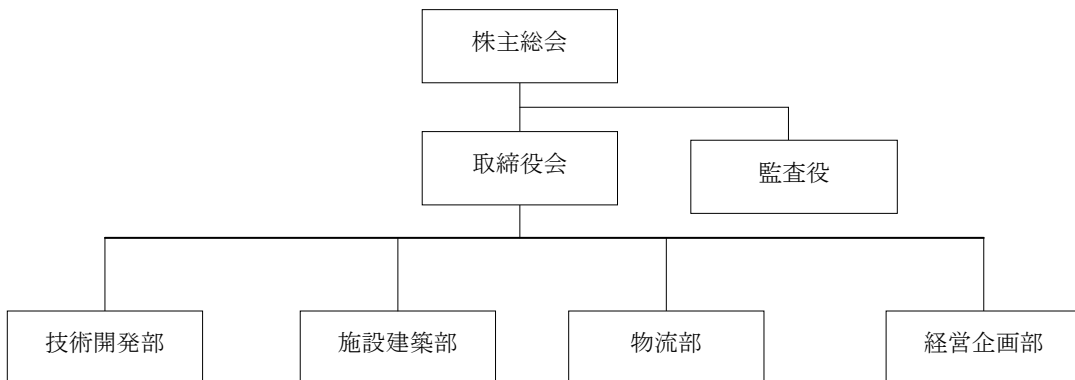 株主総会
取締役会
監査役
技術開発部
施設建築部
物流部
経営企画部